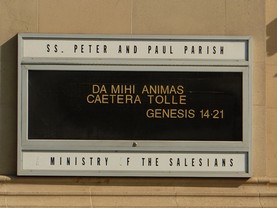 SS. PETER AND PAUL PARISH
DA MIHI ANIMAS
CAETERA TOLLE
GENESIS 14·21
MINISTRY F THE SALESIANS